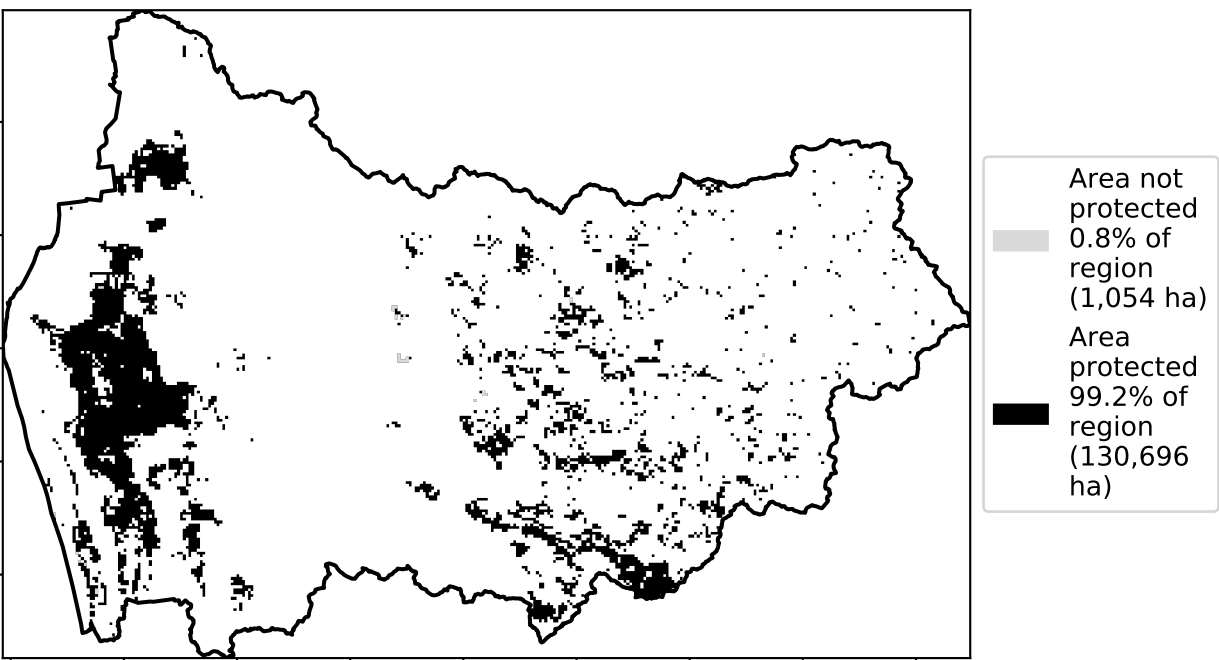 Area not
protected
0.8% of
region
(1,054 ha)
Area
protected
99.2% of
region
(130,696
ha)